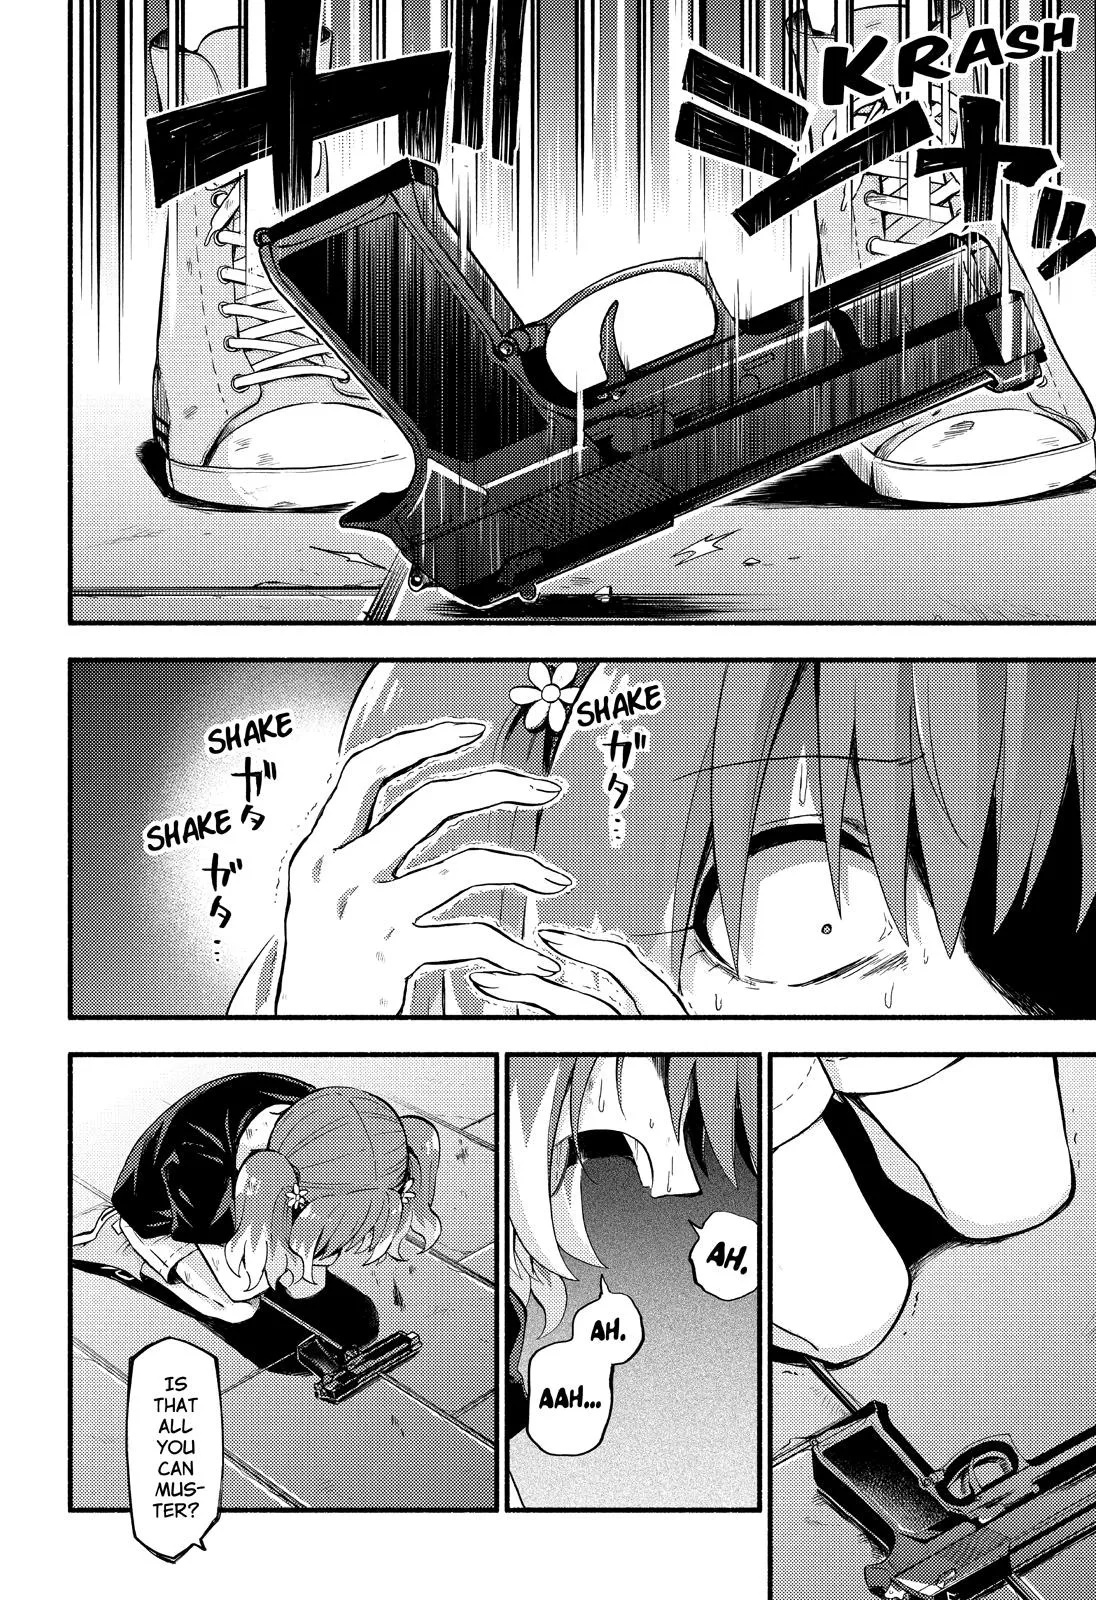 KRASH
ガシャッ
SHAKE
ガタ
SHAKE
ガタ
SHAKE
ガタ…
AH.
AH.
AAH...
IS
THAT
ALL
YOU
CAN
MUS-
TER?